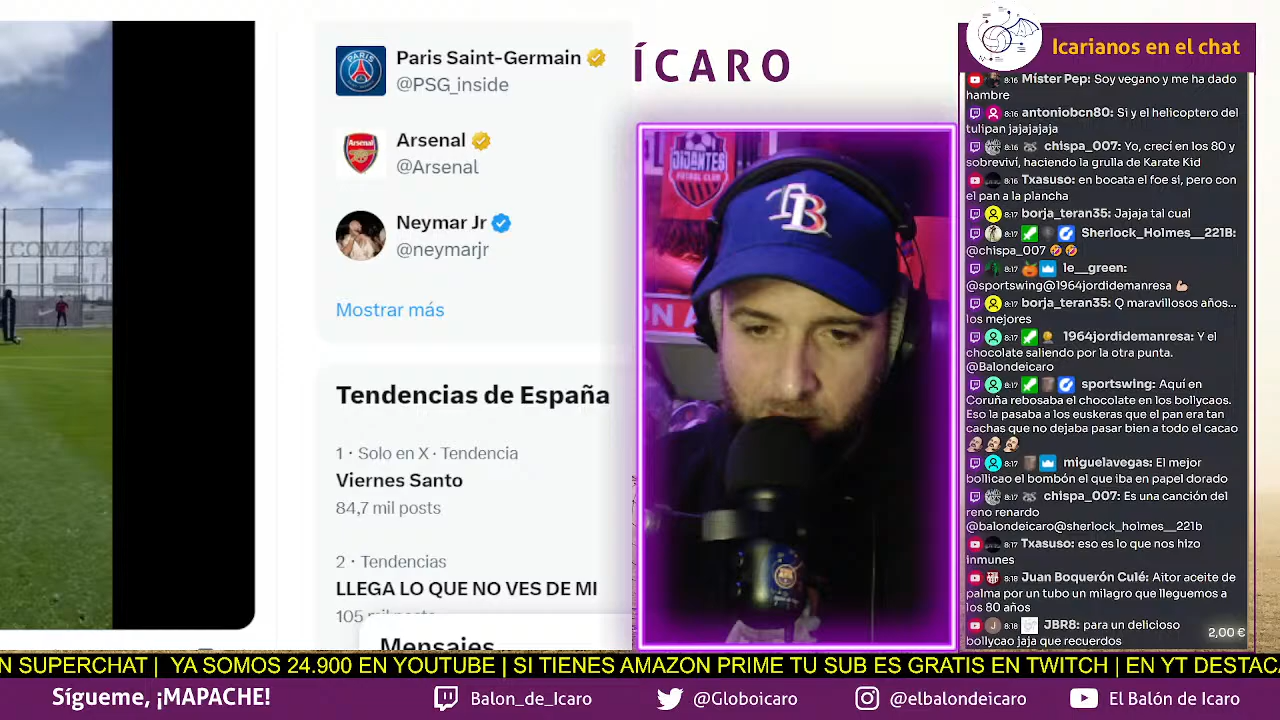 Paris Saint-Germain
@PSG_inside
Arsenal
@Arsenal
Neymar Jr
@neymarjr
Mostrar más
Tendencias de España
1 · Solo en X · Tendencia
Viernes Santo
84,7 mil posts
2 · Tendencias
LLEGA LO QUE NO VES DE MI
105 mil posts
Mensajes
ÍCARO
DIJANTES
FÚTBOL CLUB
TB
Icarianos en el chat
8:16 Míster Pep: Soy vegano y me ha dado
hambre
8:16 antoniobcn80: Si y el helicoptero del
tulipan jajajajaja
8:16 chispa_007: Yo, crecí en los 80 y
sobreviví, haciendo la grulla de Karate Kid
8:16 Txasuso: en bocata el foe si, pero con
el pan a la plancha
8:17 borja_teran35: Jajaja tal cual
8:17 Sherlock_Holmes__221B:
@chispa_007 🤣🤣
8:17 1e__green:
@sportswing@1964jordidemanresa 💪🏻
8:17 borja_teran35: Q maravillosos años...
los mejores
8:17 1964jordidemanresa: Y el
chocolate saliendo por la otra punta.
@Balondeicaro
8:17 sportswing: Aquí en
Coruña rebosaba el chocolate en los bollycaos.
Eso la pasaba a los euskeras que el pan era tan
cachas que no dejaba pasar bien a todo el cacao
8:17 miguelavegas: El mejor
bollicao el bombón el que iba en papel dorado
8:17 chispa_007: Es una canción del
reno renardo
@balondeicaro@sherlock_holmes__221b
8:17 Txasuso: eso es lo que nos hizo
inmunes
8:18 Juan Boquerón Culé: Ahor aceite de
palma por un tubo un milagro que lleguemos a
los 80 años
8:18 JBR8: para un delicioso
bollycao jaja que recuerdos
2,00 €
N SUPERCHAT | YA SOMOS 24.900 EN YOUTUBE | SI TIENES AMAZON PRIME TU SUB ES GRATIS EN TWITCH | EN YT DESTACA
Sígueme, ¡MAPACHE!
Balon_de_Icaro
@Globoicaro
@elbalondeicaro
El Balón de Icaro